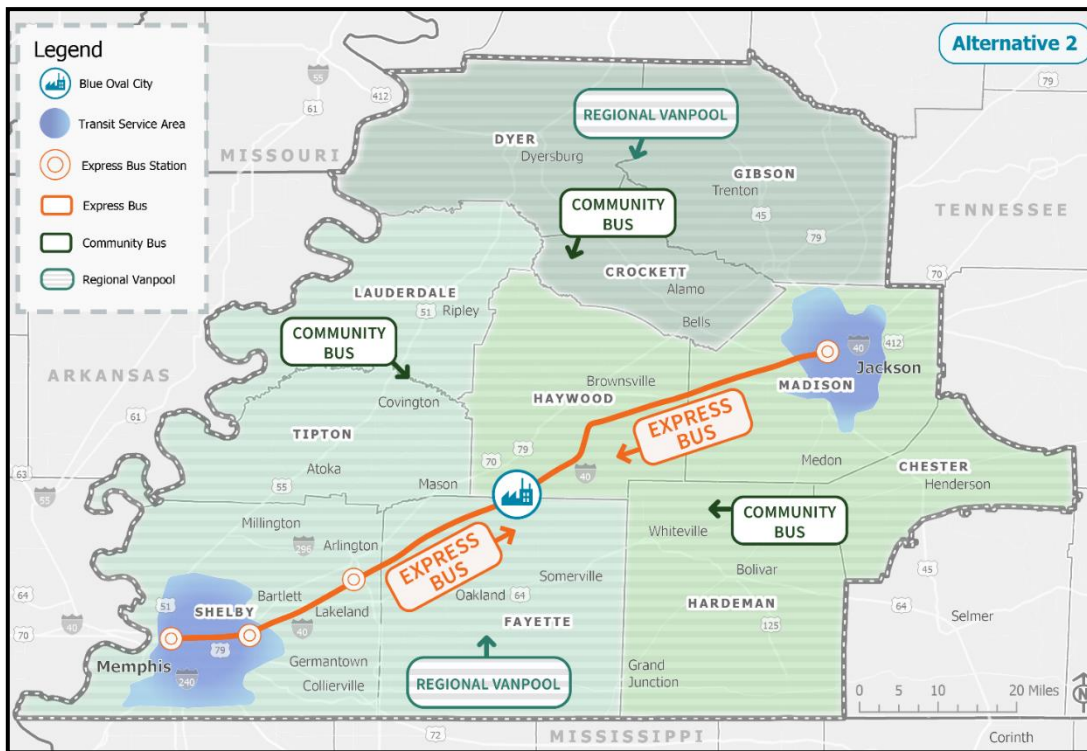 Legend
Blue Oval City
Transit Service Area
Express Bus Station
Express Bus
Community Bus
Regional Vanpool
Alternative 2
55
412
61
79
MISSOURI
REGIONAL VANPOOL
DYER
Dyersburg
GIBSON
Trenton
45
79
TENNESSEE
COMMUNITY
BUS
CROCKETT
Alamo
70
LAUDERDALE
51
Ripley
Bells
COMMUNITY
BUS
40
412
Jackson
ARKANSAS
MADISON
Brownsville
HAYWOOD
EXPRESS
BUS
Covington
61
TIPTON
79
70
40
Medon
CHESTER
Henderson
63
55
Atoka
55
Mason
Millington
296
Arlington
COMMUNITY
BUS
Whiteville
EXPRESS
BUS
Somerville
Bolivar
45
64
51
Bartlett
SHELBY
Lakeland
Oakland
64
FAYETTE
HARDEMAN
125
64
Selmer
70
40
40
Memphis
79
240
Germantown
Collierville
REGIONAL VANPOOL
Grand
Junction
0 5 10 20 Miles
N
72
MISSISSIPPI
Corinth